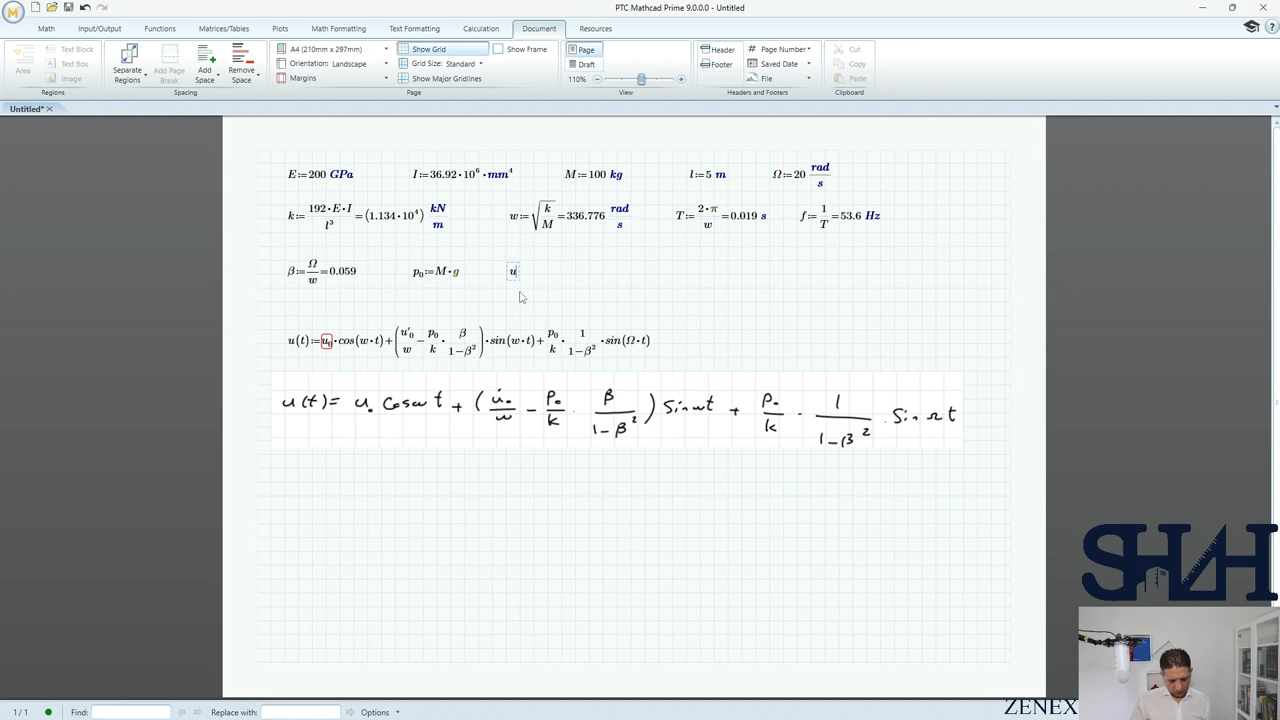 PTC Mathcad Prime 9.0.0.0 - Untitled
Math Input/Output Functions Matrices/Tables Plots Math Formatting Text Formatting Calculation Document Resources
Area
Text Block
Text Box
Image
Regions
Separate Regions
Add Page Break
Add Space
Remove Space
Spacing
A4 (210mm x 297mm)
Orientation: Landscape
Margins
Show Grid
Show Frame
Grid Size: Standard
Show Major Gridlines
Page
Page
Draft
110%
View
Header
Footer
Page Number
Saved Date
File
Headers and Footers
Cut
Copy
Paste
Clipboard
Untitled*
E:=200 GPa I:=36.92·10⁶·mm⁴ M:=100 kg l:=5 m Ω:=20 rad/s
k:=192·E·I/l³=(1.134·10⁴) kN/m w:=√(k/M)=336.776 rad/s T:=2·π/w=0.019 s f:=1/T=53.6 Hz
β:=Ω/w=0.059 p₀:=M·g u
u(t):=u₀·cos(w·t)+(u'₀/w−p₀/k·β/(1−β²))·sin(w·t)+p₀/k·1/(1−β²)·sin(Ω·t)
u(t)= u₀ Cosωt + (u̇₀/ω − P₀/k · β/(1−β²)) Sinωt + P₀/k · 1/(1−β²) · Sin Ωt
SHZH
1/1 Find: Replace with: Options
ZENEX